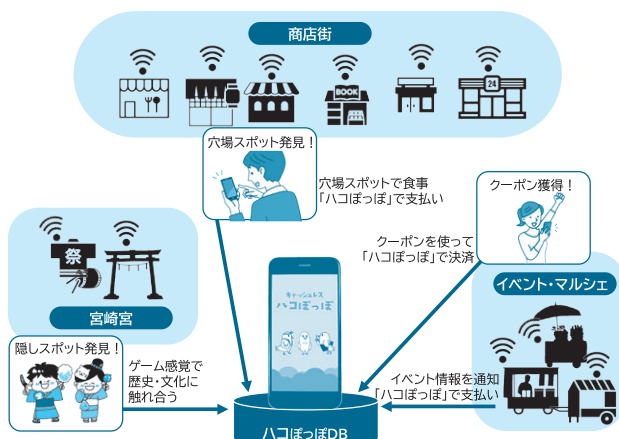 商店街
BOOK
24
穴場スポット発見！
穴場スポットで食事
「ハコぽっぽ」で支払い
クーポン獲得！
クーポンを使って
「ハコぽっぽ」で決済
祭
宮崎宮
イベント・マルシェ
キャッシュレス
ハコぽっぽ
隠しスポット発見！
ゲーム感覚で
歴史・文化に
触れ合う
イベント情報を通知
「ハコぽっぽ」で支払い
ハコぽっぽDB